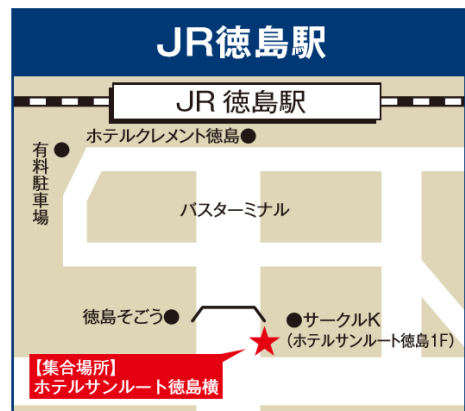 JR徳島駅
JR 徳島駅
ホテルクレメント徳島●
有料駐車場
バスターミナル
徳島そごう●
●サークルK
(ホテルサンルート徳島1F)
【集合場所】
ホテルサンルート徳島横